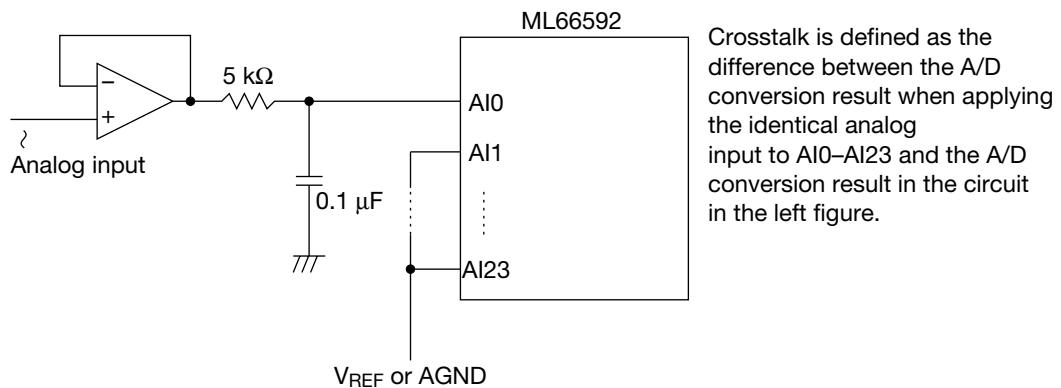 ML66592
5 kΩ
−
+
Analog input
0.1 μF
AI0
AI1
AI23
VREF or AGND
Crosstalk is defined as the
difference between the A/D
conversion result when applying
the identical analog
input to AI0–AI23 and the A/D
conversion result in the circuit
in the left figure.